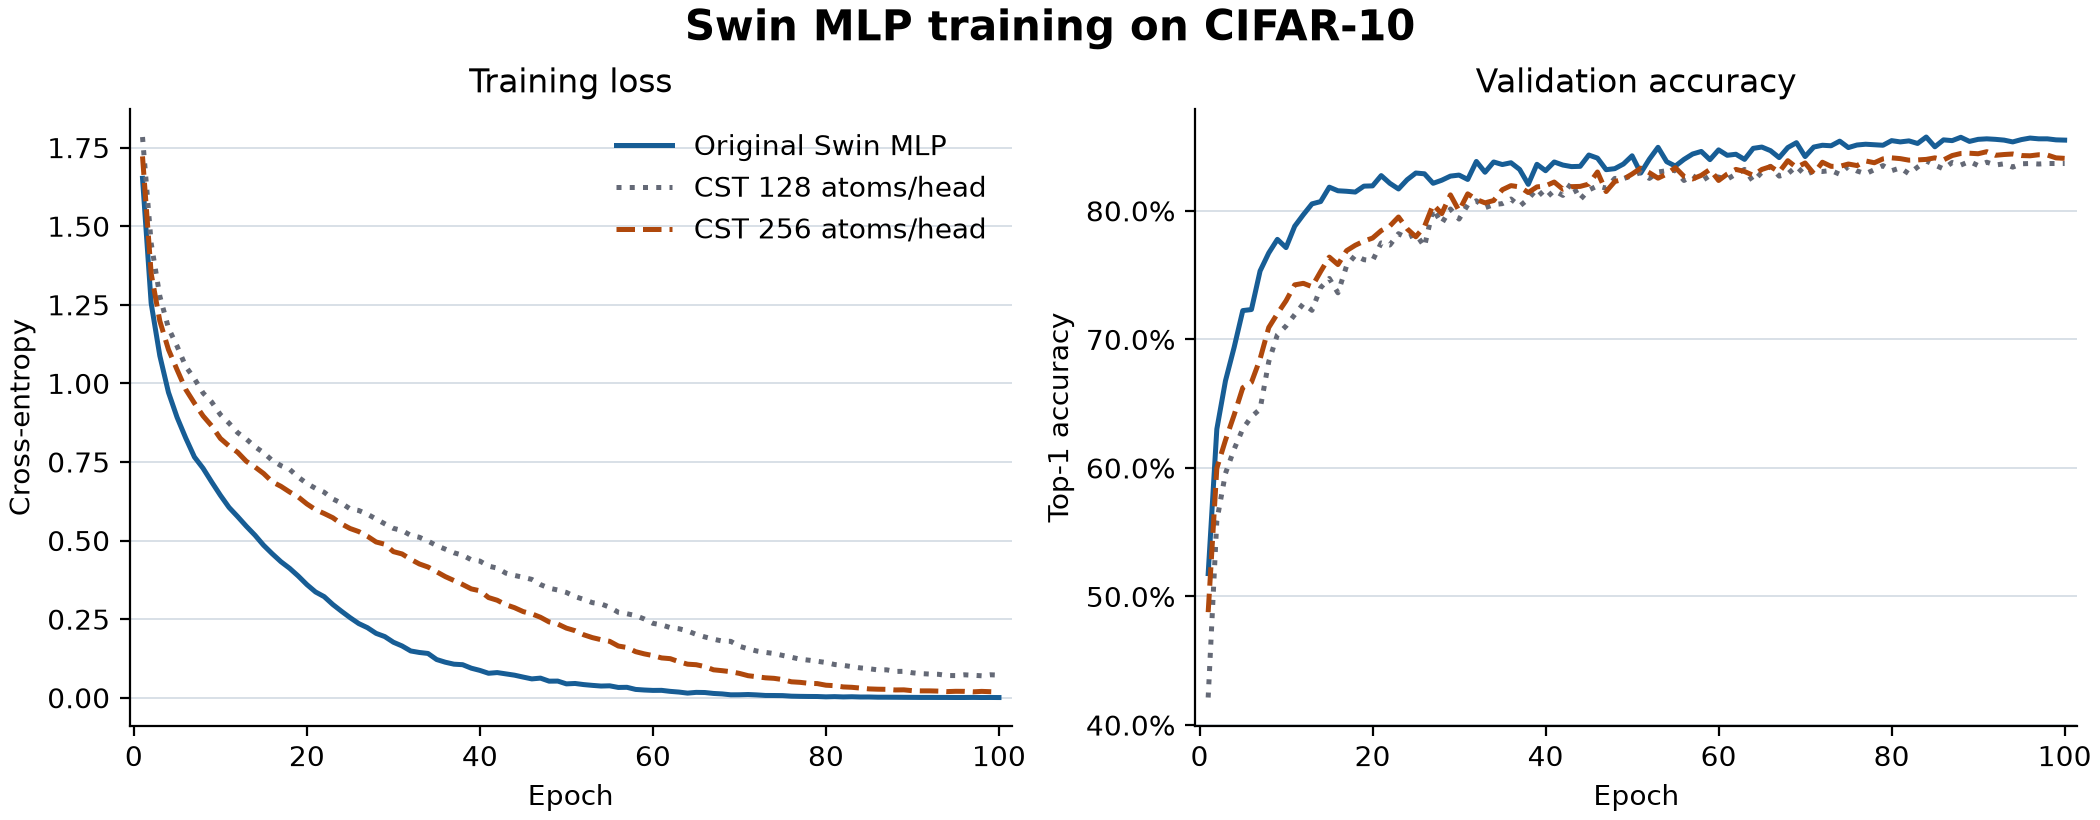 Swin MLP training on CIFAR-10
Training loss
Cross-entropy
1.75
1.50
1.25
1.00
0.75
0.50
0.25
0.00
Original Swin MLP
CST 128 atoms/head
CST 256 atoms/head
0 20 40 60 80 100
Epoch
Validation accuracy
Top-1 accuracy
80.0%
70.0%
60.0%
50.0%
40.0%
0 20 40 60 80 100
Epoch